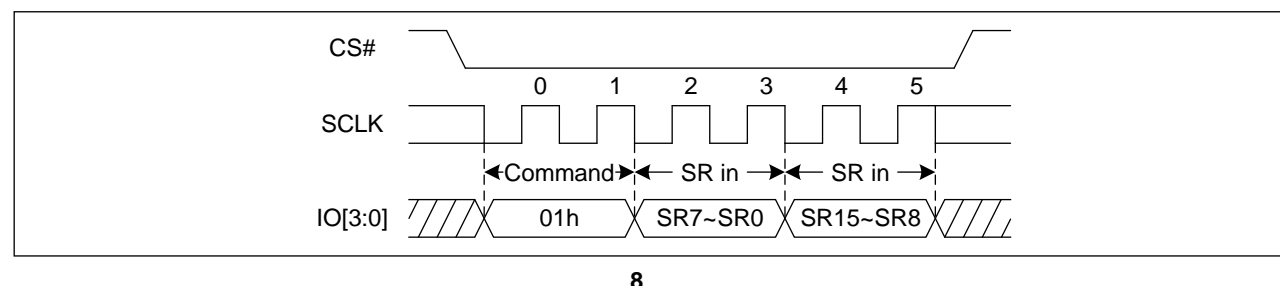 CS#
0 1 2 3 4 5
SCLK
Command SR in SR in
IO[3:0] 01h SR7~SR0 SR15~SR8
8